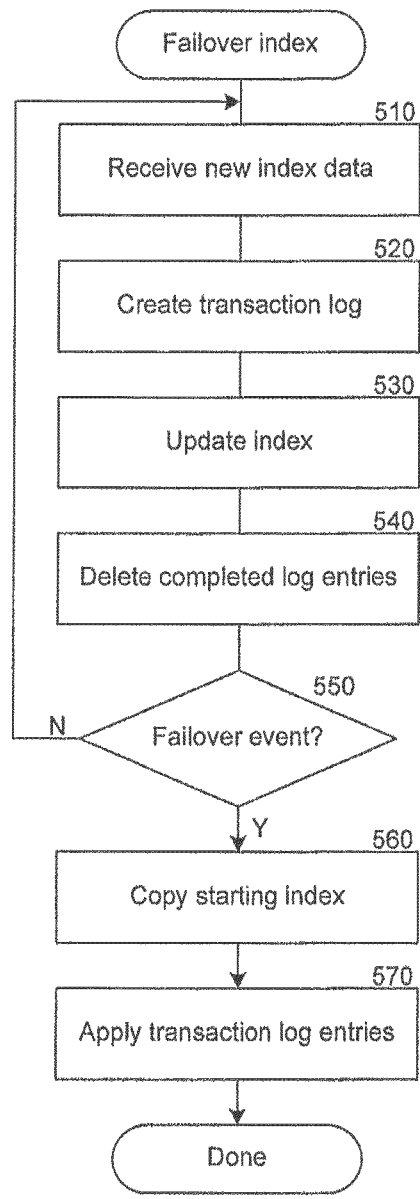 Failover index
510
Receive new index data
520
Create transaction log
530
Update index
540
Delete completed log entries
550
Failover event?
N
Y
560
Copy starting index
570
Apply transaction log entries
Done